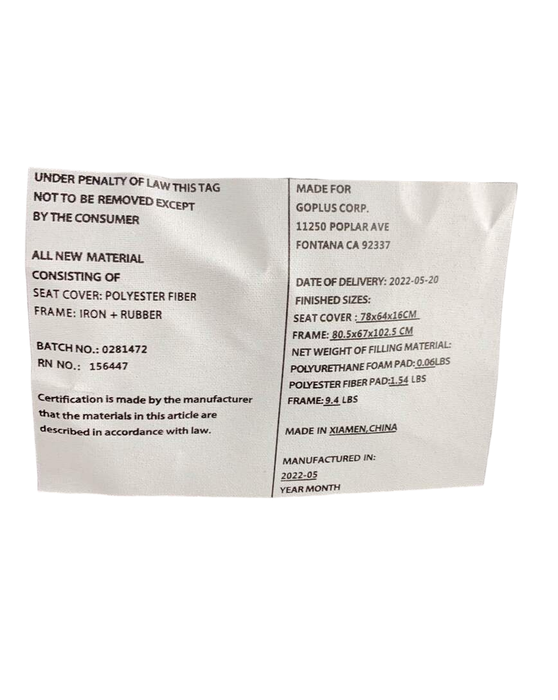 UNDER PENALTY OF LAW THIS TAG
NOT TO BE REMOVED EXCEPT
BY THE CONSUMER
ALL NEW MATERIAL
CONSISTING OF
SEAT COVER: POLYESTER FIBER
FRAME: IRON + RUBBER
BATCH NO.: 0281472
RN NO.: 156447
Certification is made by the manufacturer
that the materials in this article are
described in accordance with law.
MADE FOR
GOPLUS CORP.
11250 POPLAR AVE
FONTANA CA 92337
DATE OF DELIVERY: 2022-05-20
FINISHED SIZES:
SEAT COVER : 78x64x16CM
FRAME: 80.5x67x102.5 CM
NET WEIGHT OF FILLING MATERIAL:
POLYURETHANE FOAM PAD: 0.06LBS
POLYESTER FIBER PAD:1.54 LBS
FRAME: 9.4 LBS
MADE IN XIAMEN,CHINA
MANUFACTURED IN:
2022-05
YEAR MONTH